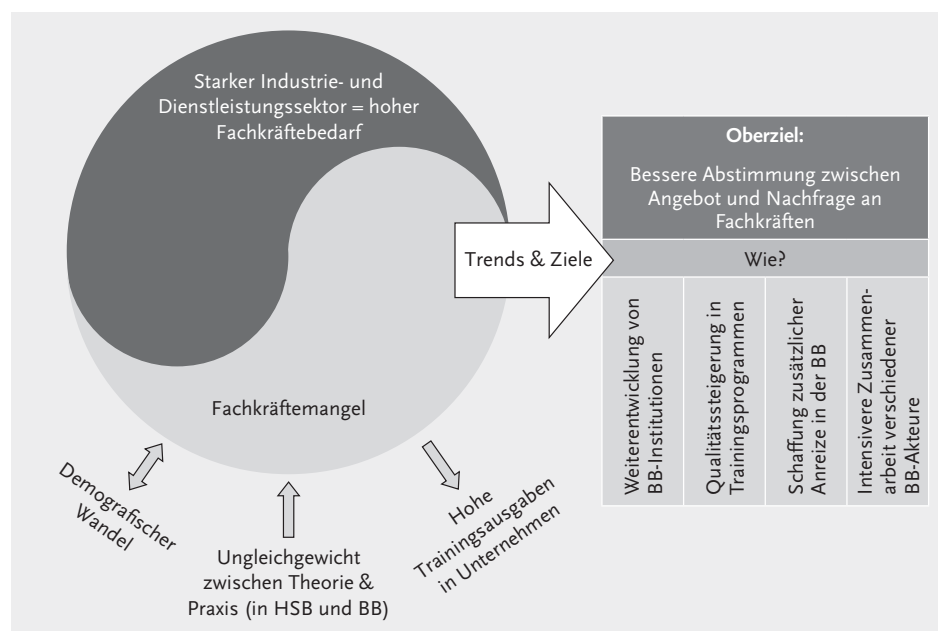 Starker Industrie- und
Dienstleistungssektor = hoher
Fachkräftebedarf
Fachkräftemangel
Demografischer
Wandel
Ungleichgewicht
zwischen Theorie &
Praxis (in HSB und BB)
Hohe
Trainingsausgaben
in Unternehmen
Trends & Ziele
Oberziel:
Bessere Abstimmung zwischen
Angebot und Nachfrage an
Fachkräften
Wie?
Weiterentwicklung von
BB-Institutionen
Qualitätssteigerung in
Trainingsprogrammen
Schaffung zusätzlicher
Anreize in der BB
Intensivere Zusammen-
arbeit verschiedener
BB-Akteure